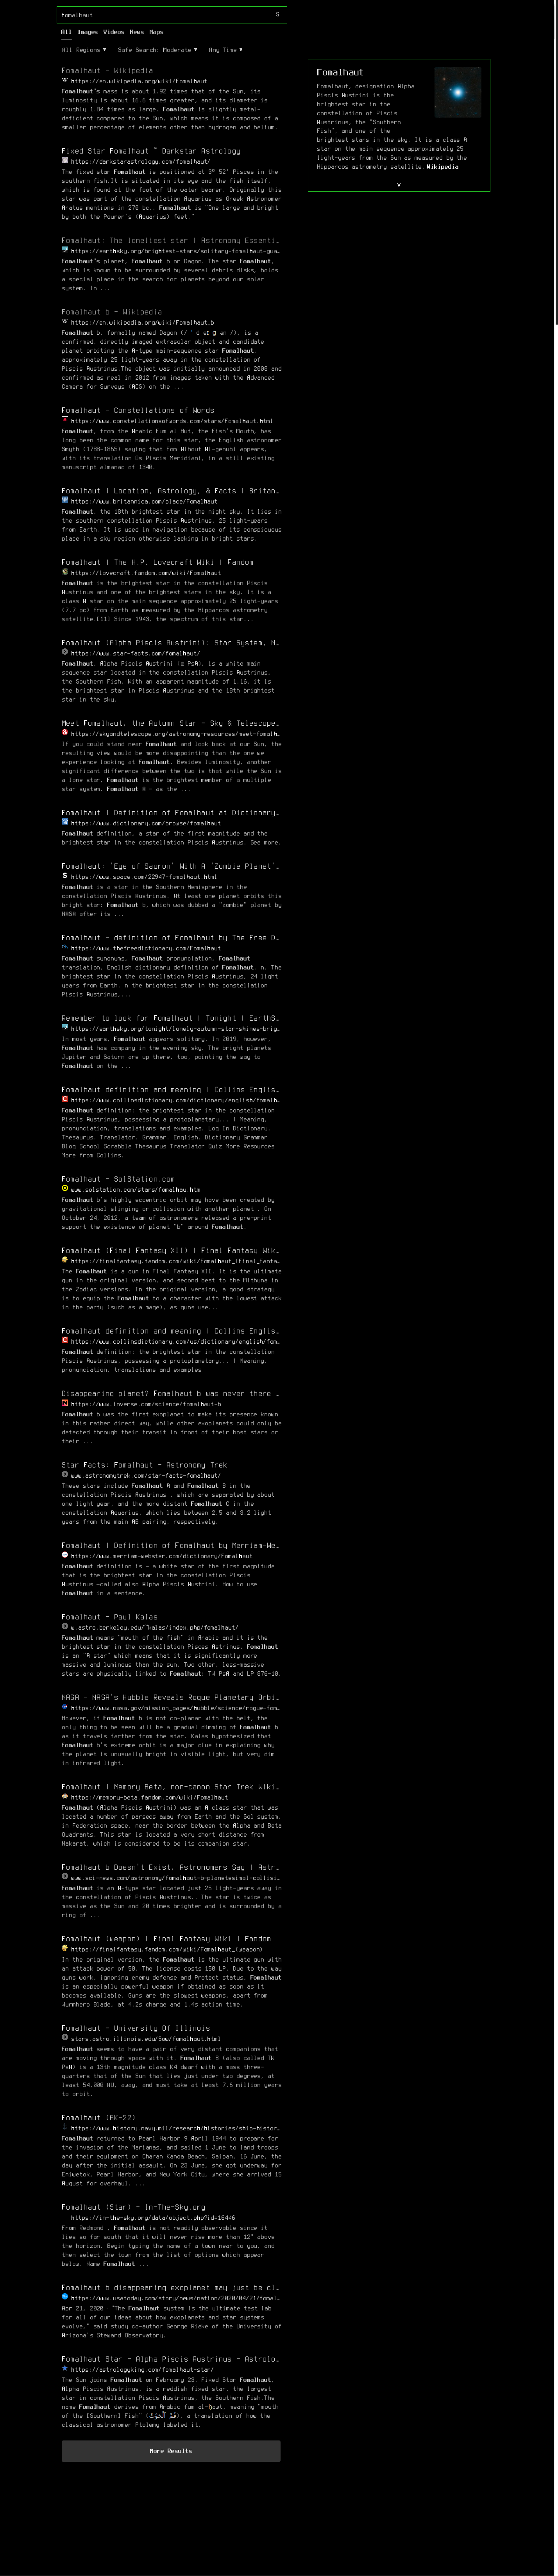 fomalhaut
S
All Images Videos News Maps
All Regions ▼ Safe Search: Moderate ▼ Any Time ▼
Fomalhaut - Wikipedia
https://en.wikipedia.org/wiki/Fomalhaut
Fomalhaut's mass is about 1.92 times that of the Sun, its
luminosity is about 16.6 times greater, and its diameter is
roughly 1.84 times as large. Fomalhaut is slightly metal-
deficient compared to the Sun, which means it is composed of a
smaller percentage of elements other than hydrogen and helium.
Fomalhaut
Fomalhaut, designation Alpha
Piscis Austrinis is the
brightest star in the
constellation of Piscis
Austrinus, the "Southern
Fish", and one of the
brightest stars in the sky. It is a class A
star on the main sequence approximately 25
light-years from the Sun as measured by the
Hipparcos astrometry satellite. Wikipedia
v
Fixed Star Fomalhaut ~ Darkstar Astrology
https://darkstarastrology.com/fomalhaut/
The fixed star Fomalhaut is positioned at 3º 52' Pisces in the
southern fish.It is situated in its eye and the fish itself is
which is found at the foot of the water bearer. Originally this
star was part of the constellation Aquarius as Greek Astronomer
Aratus mentions in 270 bc.. Fomalhaut is "One large and bright
by both the Pourer's (Aquarius) feet."
Fomalhaut: The loneliest star | Astronomy Essenti…
https://earthsky.org/brightest-stars/solitary-fomalhaut-gua…
Fomalhaut's planet, Fomalhaut b or Dagon. The star Fomalhaut,
which is known to be surrounded by several debris disks, holds
a special place in the search for planets beyond our solar
system. In ...
Fomalhaut b - Wikipedia
https://en.wikipedia.org/wiki/Fomalhaut_b
Fomalhaut b, formally named Dagon (/ ˈ d eɪ ɡ ən /), is a
confirmed, directly imaged extrasolar object and candidate
planet orbiting the A-type main-sequence star Fomalhaut,
approximately 25 light-years away in the constellation of
Piscis Austrinus.The object was initially announced in 2008 and
confirmed as real in 2012 from images taken with the Advanced
Camera for Surveys (ACS) on the ...
Fomalhaut - Constellations of Words
https://www.constellationsofwords.com/stars/Fomalhaut.html
Fomalhaut, from the Arabic Fum al Hut, the Fish's Mouth, has
long been the common name for this star, the English astronomer
Smyth (1788-1865) saying that Fom Alhout Al-genubi appears,
with its translation Os Piscis Meridiani, in a still existing
manuscript almanac of 1340.
Fomalhaut | Location, Astrology, & Facts | Britan…
https://www.britannica.com/place/Fomalhaut
Fomalhaut, the 18th brightest star in the night sky. It lies in
the southern constellation Piscis Austrinus, 25 light-years
from Earth. It is used in navigation because of its conspicuous
place in a sky region otherwise lacking in bright stars.
Fomalhaut | The H.P. Lovecraft Wiki | Fandom
https://lovecraft.fandom.com/wiki/Fomalhaut
Fomalhaut is the brightest star in the constellation Piscis
Austrinus and one of the brightest stars in the sky. It is a
class A star on the main sequence approximately 25 light-years
(7.7 pc) from Earth as measured by the Hipparcos astrometry
satellite.[11] Since 1943, the spectrum of this star...
Fomalhaut (Alpha Piscis Austrini): Star System, N…
https://www.star-facts.com/fomalhaut/
Fomalhaut, Alpha Piscis Austrini (α PsA), is a white main
sequence star located in the constellation Piscis Austrinus,
the Southern Fish. With an apparent magnitude of 1.16, it is
the brightest star in Piscis Austrinus and the 18th brightest
star in the sky.
Meet Fomalhaut, the Autumn Star - Sky & Telescope…
https://skyandtelescope.org/astronomy-resources/meet-fomalh…
If you could stand near Fomalhaut and look back at our Sun, the
resulting view would be more disappointing than the one we
experience looking at Fomalhaut. Besides luminosity, another
significant difference between the two is that while the Sun is
a lone star, Fomalhaut is the brightest member of a multiple
star system. Fomalhaut A - as the ...
Fomalhaut | Definition of Fomalhaut at Dictionary…
https://www.dictionary.com/browse/fomalhaut
Fomalhaut definition, a star of the first magnitude and the
brightest star in the constellation Piscis Austrinus. See more.
Fomalhaut: 'Eye of Sauron' With A 'Zombie Planet'…
https://www.space.com/22947-fomalhaut.html
Fomalhaut is a star in the Southern Hemisphere in the
constellation Piscis Austrinus. At least one planet orbits this
bright star: Fomalhaut b, which was dubbed a "zombie" planet by
NASA after its ...
Fomalhaut - definition of Fomalhaut by The Free D…
https://www.thefreedictionary.com/Fomalhaut
Fomalhaut synonyms, Fomalhaut pronunciation, Fomalhaut
translation, English dictionary definition of Fomalhaut. n. The
brightest star in the constellation Piscis Austrinus, 24 light
years from Earth. n the brightest star in the constellation
Piscis Austrinus,...
Remember to look for Fomalhaut | Tonight | EarthS…
https://earthsky.org/tonight/lonely-autumn-star-shines-brig…
In most years, Fomalhaut appears solitary. In 2019, however,
Fomalhaut has company in the evening sky. The bright planets
Jupiter and Saturn are up there, too, pointing the way to
Fomalhaut on the ...
Fomalhaut definition and meaning | Collins Englis…
https://www.collinsdictionary.com/dictionary/english/fomalh…
Fomalhaut definition: the brightest star in the constellation
Piscis Austrinus, possessing a protoplanetary... | Meaning,
pronunciation, translations and examples. Log In Dictionary.
Thesaurus. Translator. Grammar. English. Dictionary Grammar
Blog School Scrabble Thesaurus Translator Quiz More Resources
More from Collins.
Fomalhaut - SolStation.com
www.solstation.com/stars/fomalhau.htm
Fomalhaut b's highly eccentric orbit may have been created by
gravitational slinging or collision with another planet . On
October 24, 2012, a team of astronomers released a pre-print
support the existence of planet "b" around Fomalhaut.
Fomalhaut (Final Fantasy XII) | Final Fantasy Wik…
https://finalfantasy.fandom.com/wiki/Fomalhaut_(Final_Fanta…
The Fomalhaut is a gun in Final Fantasy XII. It is the ultimate
gun in the original version, and second best to the Mithuna in
the Zodiac versions. In the original version, a good strategy
is to equip the Fomalhaut to a character with the lowest attack
in the party (such as a mage), as guns use...
Fomalhaut definition and meaning | Collins Englis…
https://www.collinsdictionary.com/us/dictionary/english/fom…
Fomalhaut definition: the brightest star in the constellation
Piscis Austrinus, possessing a protoplanetary... | Meaning,
pronunciation, translations and examples
Disappearing planet? Fomalhaut b was never there …
https://www.inverse.com/science/fomalhaut-b
Fomalhaut b was the first exoplanet to make its presence known
in this rather direct way, while other exoplanets could only be
detected through their transit in front of their host stars or
their ...
Star Facts: Fomalhaut - Astronomy Trek
www.astronomytrek.com/star-facts-fomalhaut/
These stars include Fomalhaut A and Fomalhaut B in the
constellation Piscis Austrinus , which are separated by about
one light year, and the more distant Fomalhaut C in the
constellation Aquarius, which lies between 2.5 and 3.2 light
years from the main AB pairing, respectively.
Fomalhaut | Definition of Fomalhaut by Merriam-We…
https://www.merriam-webster.com/dictionary/Fomalhaut
Fomalhaut definition is - a white star of the first magnitude
that is the brightest star in the constellation Piscis
Austrinus —called also Alpha Piscis Austrini. How to use
Fomalhaut in a sentence.
Fomalhaut - Paul Kalas
w.astro.berkeley.edu/~kalas/index.php/fomalhaut/
Fomalhaut means "mouth of the fish" in Arabic and it is the
brightest star in the constellation Pisces Astrinus. Fomalhaut
is an "A star" which means that it is significantly more
massive and luminous than the sun. Two other, less-massive
stars are physically linked to Fomalhaut: TW PsA and LP 876-10.
NASA - NASA's Hubble Reveals Rogue Planetary Orbi…
https://www.nasa.gov/mission_pages/hubble/science/rogue-fom…
However, if Fomalhaut b is not co-planar with the belt, the
only thing to be seen will be a gradual dimming of Fomalhaut b
as it travels farther from the star. Kalas hypothesized that
Fomalhaut b's extreme orbit is a major clue in explaining why
the planet is unusually bright in visible light, but very dim
in infrared light.
Fomalhaut | Memory Beta, non-canon Star Trek Wiki…
https://memory-beta.fandom.com/wiki/Fomalhaut
Fomalhaut (Alpha Piscis Austrini) was an A class star that was
located a number of parsecs away from Earth and the Sol system,
in Federation space, near the border between the Alpha and Beta
Quadrants. This star is located a very short distance from
Hakarat, which is considered to be its companion star.
Fomalhaut b Doesn't Exist, Astronomers Say | Astr…
www.sci-news.com/astronomy/fomalhaut-b-planetesimal-collisi…
Fomalhaut is an A-type star located just 25 light-years away in
the constellation of Piscis Austrinus.. The star is twice as
massive as the Sun and 20 times brighter and is surrounded by a
ring of ...
Fomalhaut (weapon) | Final Fantasy Wiki | Fandom
https://finalfantasy.fandom.com/wiki/Fomalhaut_(weapon)
In the original version, the Fomalhaut is the ultimate gun with
an attack power of 50. The license costs 150 LP. Due to the way
guns work, ignoring enemy defense and Protect status, Fomalhaut
is an especially powerful weapon if obtained as soon as it
becomes available. Guns are the slowest weapons, apart from
Wyrmhero Blade, at 4.2s charge and 1.4s action time.
Fomalhaut - University Of Illinois
stars.astro.illinois.edu/Sow/fomalhaut.html
Fomalhaut seems to have a pair of very distant companions that
are moving through space with it. Fomalhaut B (also called TW
PsA) is a 13th magnitude class K4 dwarf with a mass three-
quarters that of the Sun that lies just under two degrees, at
least 54,000 AU, away, and must take at least 7.6 million years
to orbit.
Fomalhaut (AK-22)
https://www.history.navy.mil/research/histories/ship-histor…
Fomalhaut returned to Pearl Harbor 9 April 1944 to prepare for
the invasion of the Marianas, and sailed 1 June to land troops
and their equipment on Charan Kanoa Beach, Saipan, 16 June, the
day after the initial assault. On 23 June, she got underway for
Eniwetok, Pearl Harbor, and New York City, where she arrived 15
August for overhaul. ...
Fomalhaut (Star) - In-The-Sky.org
https://in-the-sky.org/data/object.php?id=16446
From Redmond , Fomalhaut is not readily observable since it
lies so far south that it will never rise more than 12° above
the horizon. Begin typing the name of a town near to you, and
then select the town from the list of options which appear
below. Name Fomalhaut ...
Fomalhaut b disappearing exoplanet may just be cl…
https://www.usatoday.com/story/news/nation/2020/04/21/fomal…
Apr 21, 2020 · "The Fomalhaut system is the ultimate test lab
for all of our ideas about how exoplanets and star systems
evolve," said study co-author George Rieke of the University of
Arizona's Steward Observatory.
Fomalhaut Star - Alpha Piscis Austrinus - Astrolo…
https://astrologyking.com/fomalhaut-star/
The Sun joins Fomalhaut on February 23. Fixed Star Fomalhaut,
Alpha Piscis Austrinus, is a reddish fixed star, the largest
star in constellation Piscis Austrinus, the Southern Fish.The
name Fomalhaut derives from Arabic fum al-ḥawt, meaning "mouth
of the [Southern] Fish" (فَمْ الْحَوْت), a translation of how the
classical astronomer Ptolemy labeled it.
More Results